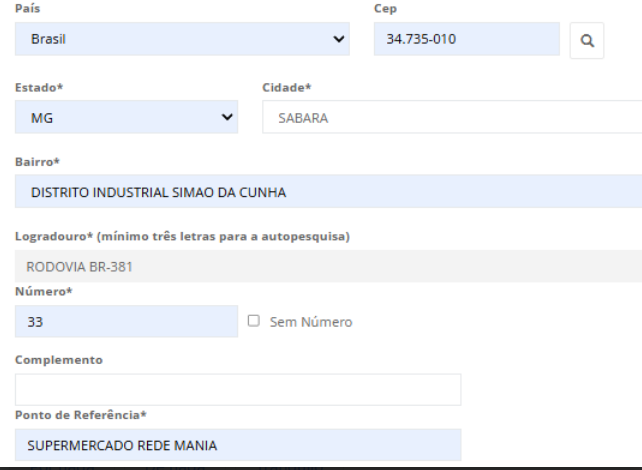 País Cep
Brasil 34.735-010
Estado* Cidade*
MG SABARA
Bairro*
DISTRITO INDUSTRIAL SIMAO DA CUNHA
Logradouro* (mínimo três letras para a autopesquisa)
RODOVIA BR-381
Número*
33 Sem Número
Complemento
Ponto de Referência*
SUPERMERCADO REDE MANIA